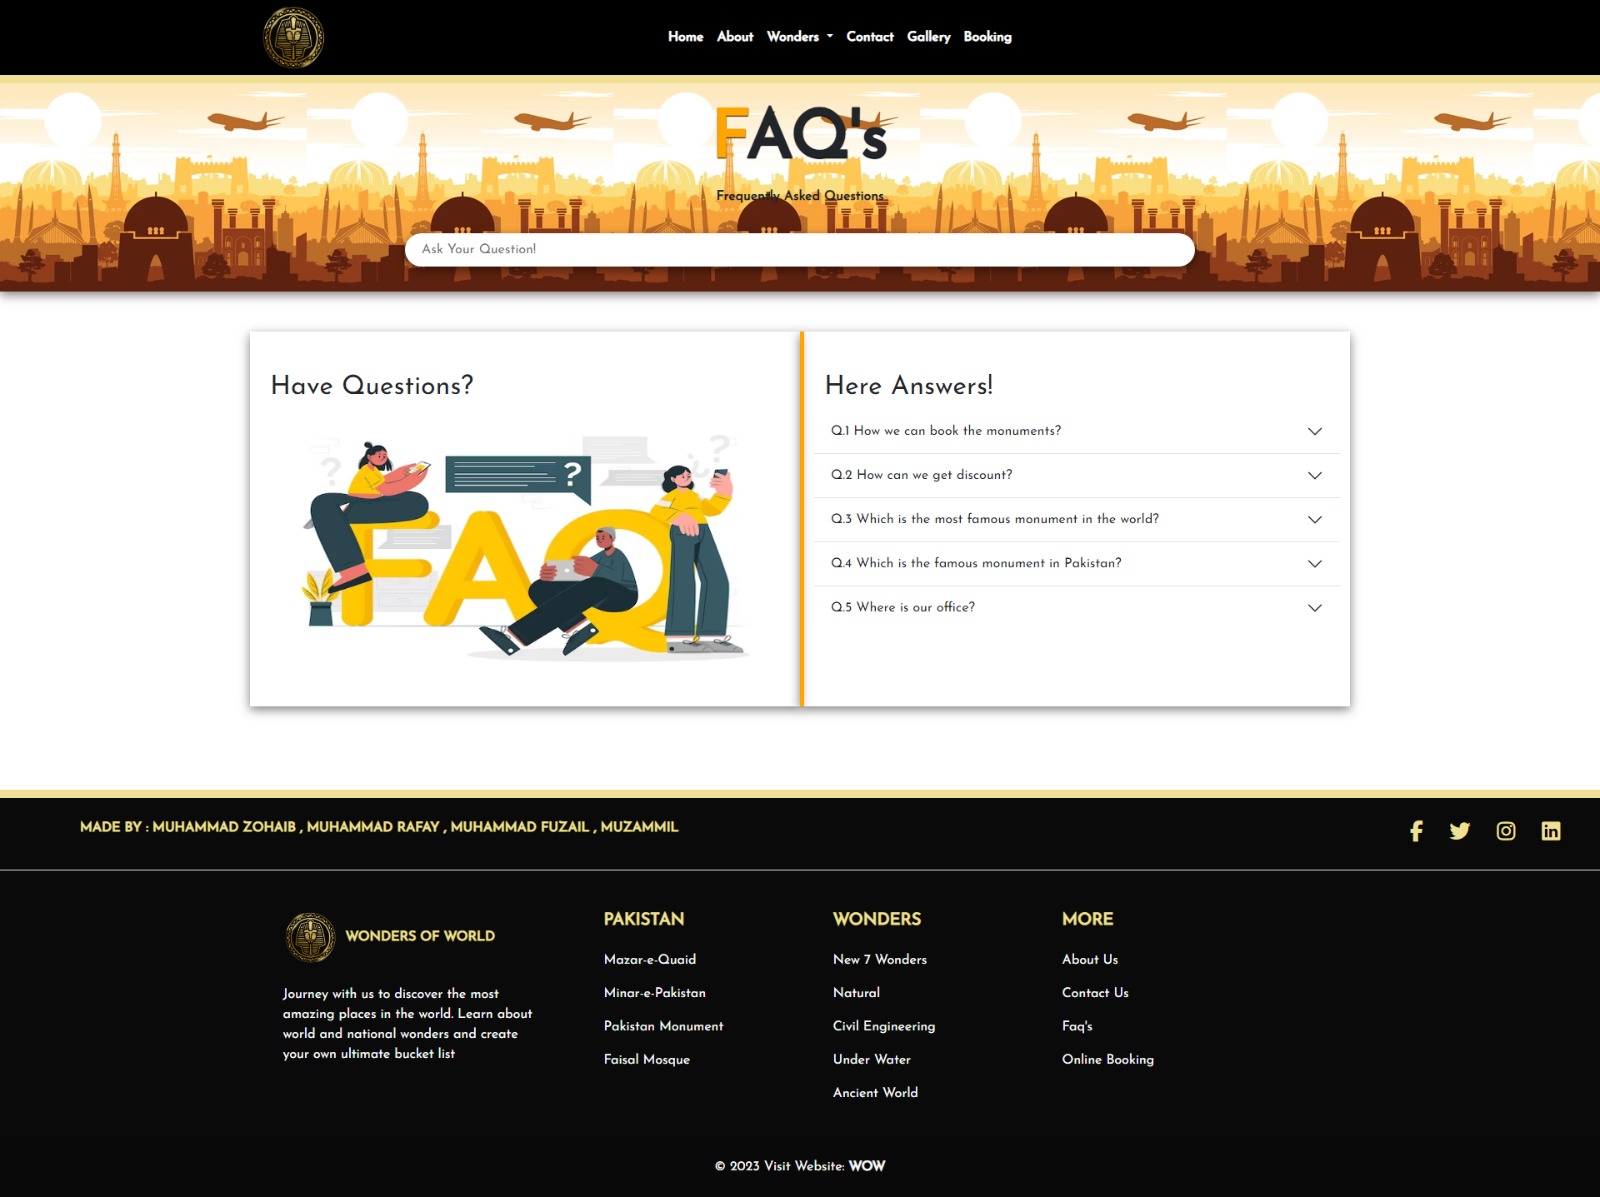 Home About Wonders Contact Gallery Booking
FAQ's
Frequently Asked Questions
Ask Your Question!
Have Questions?
? ? ? ?
FAQ
Here Answers!
Q.1 How we can book the monuments?
Q.2 How can we get discount?
Q.3 Which is the most famous monument in the world?
Q.4 Which is the famous monument in Pakistan?
Q.5 Where is our office?
MADE BY : MUHAMMAD ZOHAIB , MUHAMMAD RAFAY , MUHAMMAD FUZAIL , MUZAMMIL
WONDERS OF WORLD
Journey with us to discover the most
amazing places in the world. Learn about
world and national wonders and create
your own ultimate bucket list
PAKISTAN
Mazar-e-Quaid
Minar-e-Pakistan
Pakistan Monument
Faisal Mosque
WONDERS
New 7 Wonders
Natural
Civil Engineering
Under Water
Ancient World
MORE
About Us
Contact Us
Faq's
Online Booking
© 2023 Visit Website: WOW